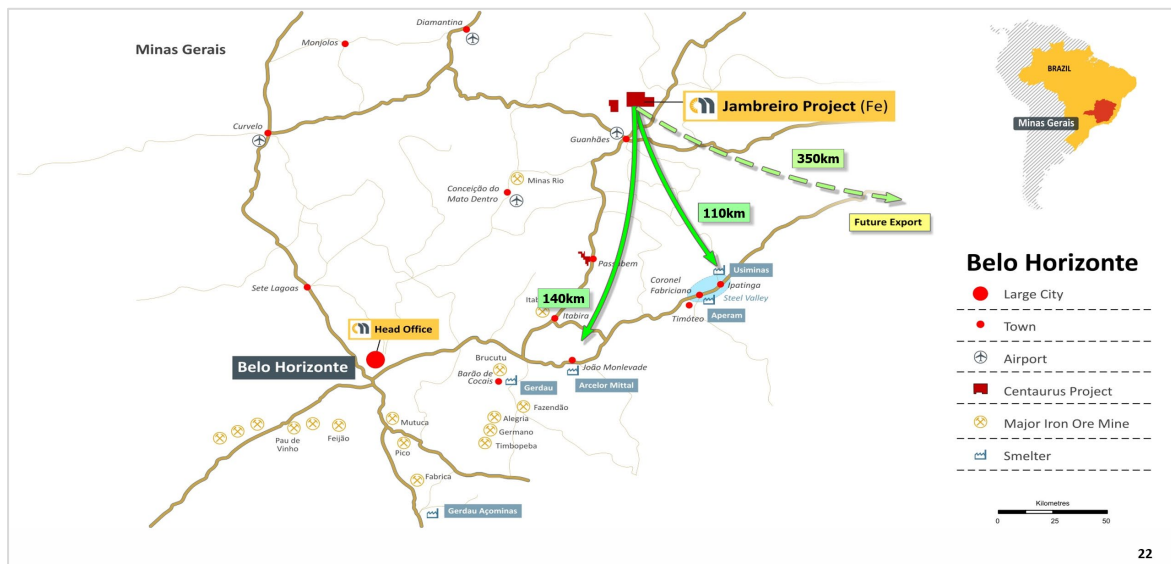 Minas Gerais
Diamantina
Monjolos
Curvelo
Jambreiro Project (Fe)
Guanhães
Minas Rio
Conceição do
Mato Dentro
350km
110km
Future Export
Passabem
Usiminas
Coronel
Fabriciano
Ipatinga
Steel Valley
Timóteo
Aperam
Sete Lagoas
140km
Itab
Itabira
Head Office
Belo Horizonte
Brucutu
Barão de
Cocais
Gerdau
João Monlevade
Arcelor Mittal
Fazendão
Alegria
Germano
Timbopeba
Mutuca
Pico
Pau de
Vinho
Feijão
Fabrica
Gerdau Açominas
BRAZIL
Minas Gerais
Belo Horizonte
Large City
Town
Airport
Centaurus Project
Major Iron Ore Mine
Smelter
Kilometres
0 25 50
22